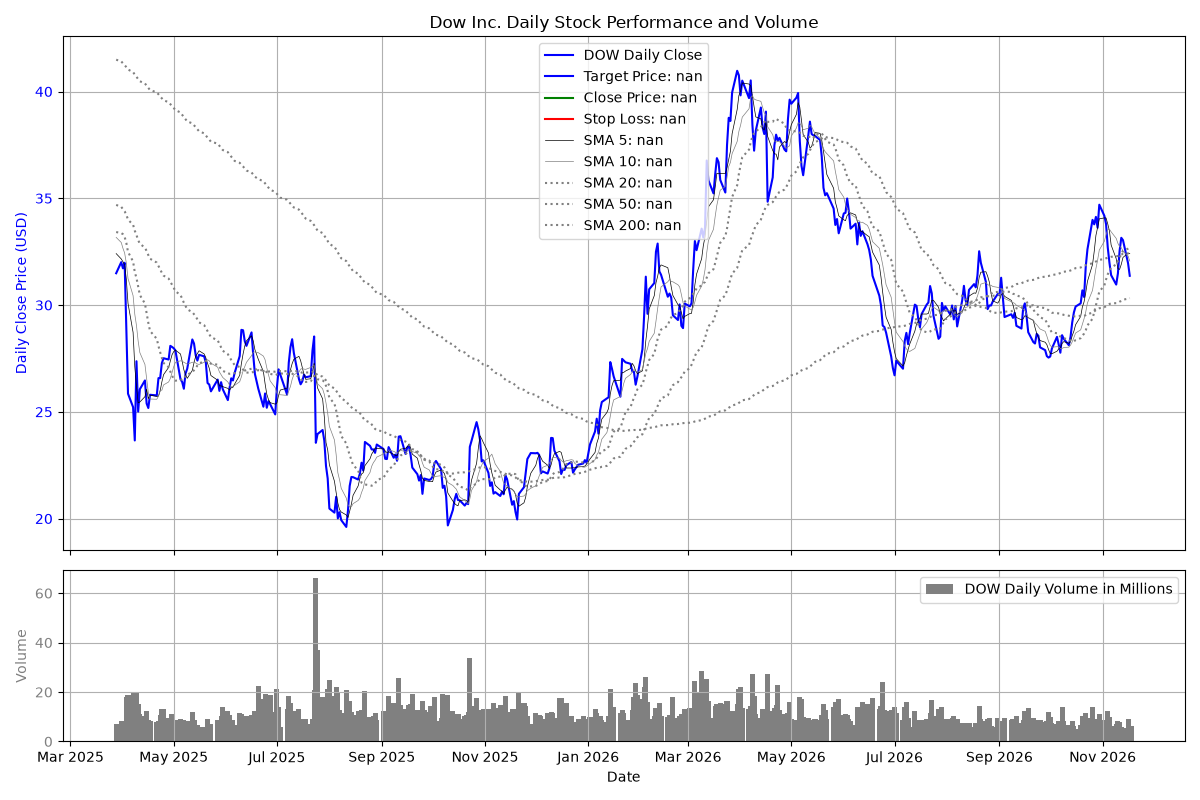 Dow Inc. Daily Stock Performance and Volume
Daily Close Price (USD)
40
35
30
25
20
DOW Daily Close
Target Price: nan
Close Price: nan
Stop Loss: nan
SMA 5: nan
SMA 10: nan
SMA 20: nan
SMA 50: nan
SMA 200: nan
Volume
60
40
20
0
DOW Daily Volume in Millions
Mar 2025
May 2025
Jul 2025
Sep 2025
Nov 2025
Jan 2026
Mar 2026
May 2026
Jul 2026
Sep 2026
Nov 2026
Date